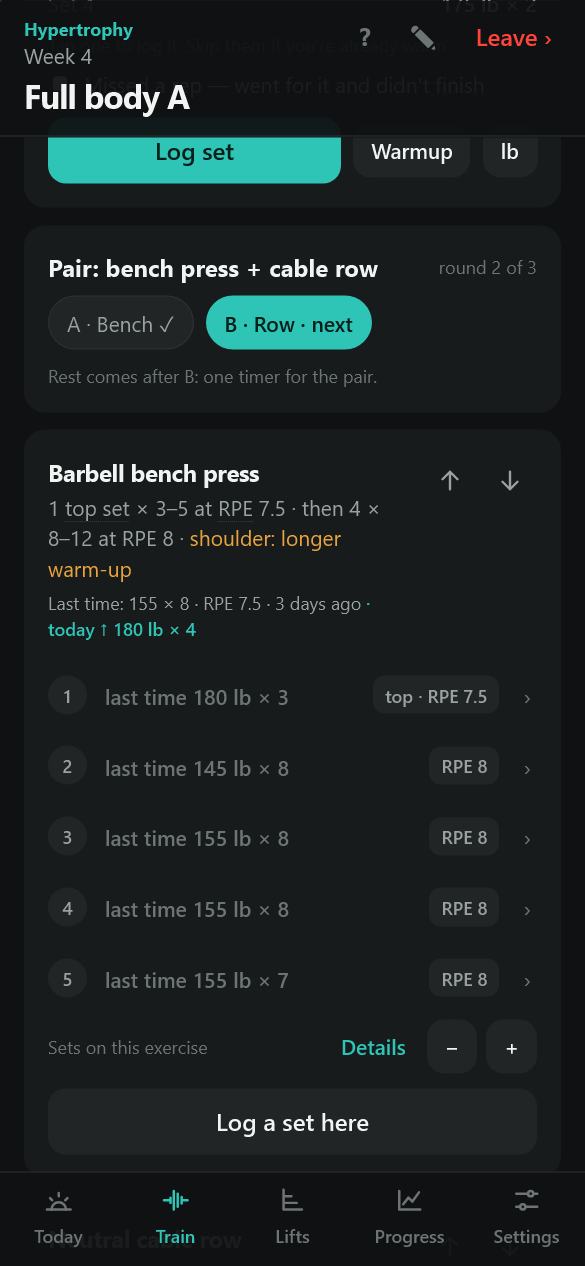 Set 4
175 lb × 2
Hypertrophy
Week 4
?
Leave ›
Missed a rep — went for it and didn't finish
Full body A
Log set
Warmup
lb
Pair: bench press + cable row
round 2 of 3
A · Bench ✓
B · Row · next
Rest comes after B: one timer for the pair.
Barbell bench press
↑ ↓
1 top set × 3–5 at RPE 7.5 · then 4 ×
8–12 at RPE 8 · shoulder: longer
warm-up
Last time: 155 × 8 · RPE 7.5 · 3 days ago ·
today ↑ 180 lb × 4
1 last time 180 lb × 3 top · RPE 7.5 ›
2 last time 145 lb × 8 RPE 8 ›
3 last time 155 lb × 8 RPE 8 ›
4 last time 155 lb × 8 RPE 8 ›
5 last time 155 lb × 7 RPE 8 ›
Sets on this exercise Details − +
Log a set here
Neutral cable row
Today Train Lifts Progress Settings